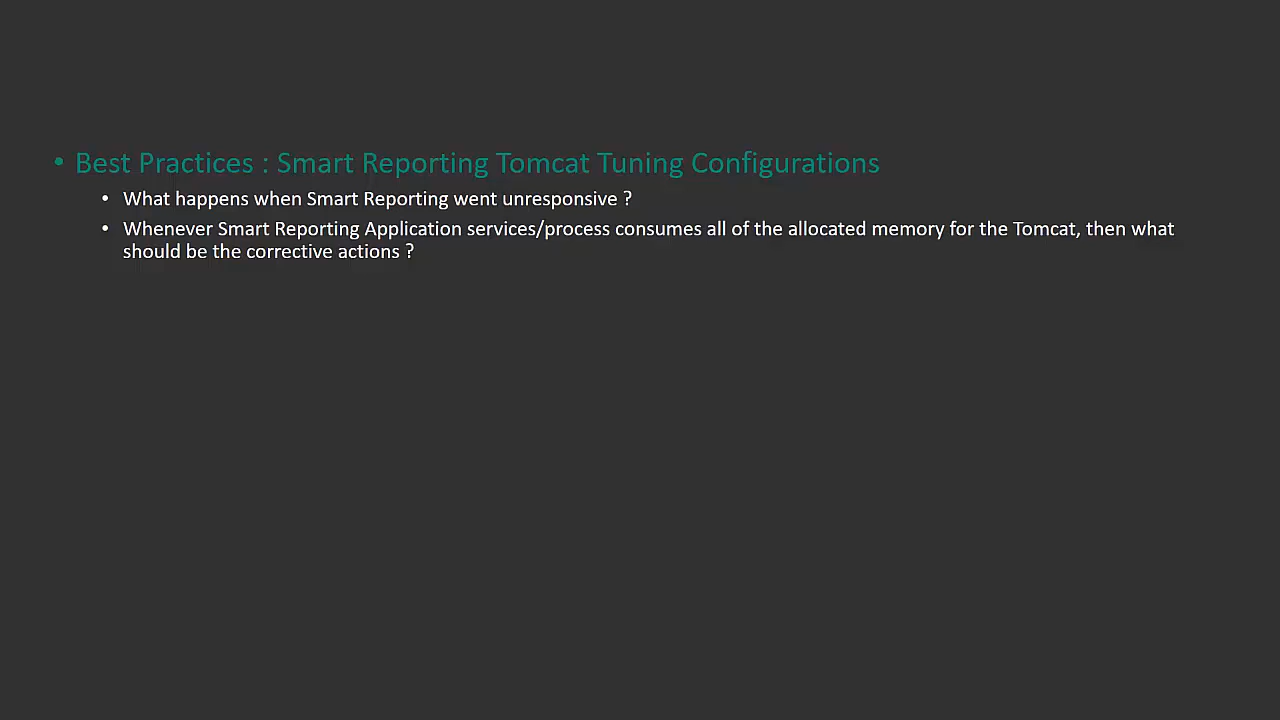 • Best Practices : Smart Reporting Tomcat Tuning Configurations
• What happens when Smart Reporting went unresponsive ?
• Whenever Smart Reporting Application services/process consumes all of the allocated memory for the Tomcat, then what
should be the corrective actions ?